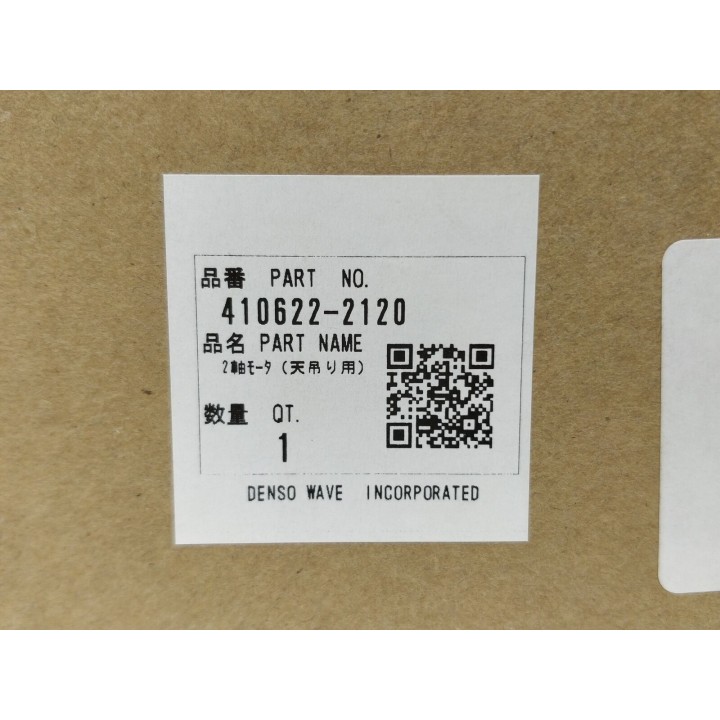 品番 PART NO.
410622-2120
品名 PART NAME
2軸ﾓｰﾀ (天吊り用)
数量 QT.
1
DENSO WAVE INCORPORATED